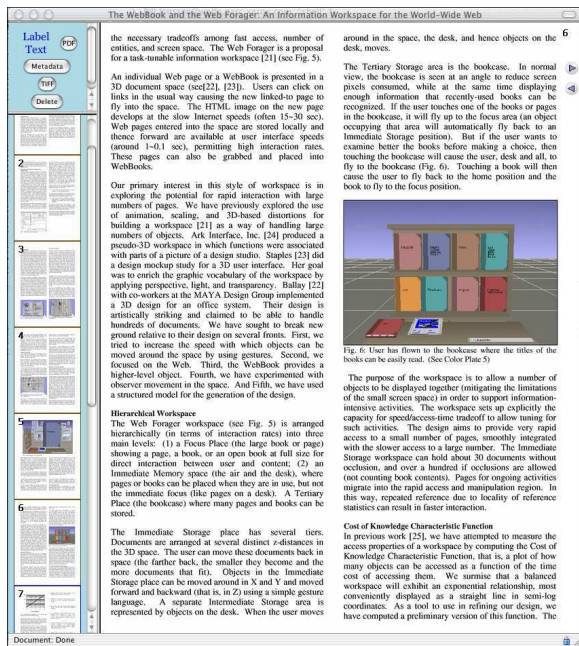 The WebBook and the Web Forager: An Information Workspace for the World-Wide Web
Label
Text
PDF
Metadata
TIFF
Delete
2
3
4
5
6
7
the necessary tradeoffs among fast access, number of
entities, and screen space. The Web Forager is a proposal
for a task-tunable information workspace [21] (see Fig. 5).
An individual Web page or a WebBook is presented in a
3D document space (see[22], [23]). Users can click on
links in the usual way causing the new linked-to page to
fly into the space. The HTML image on the new page
develops at the slow Internet speeds (often 15~30 sec).
Web pages entered into the space are stored locally and
thence forward are available at user interface speeds
(around 1~0.1 sec), permitting high interaction rates.
These pages can also be grabbed and placed into
WebBooks.
Our primary interest in this style of workspace is in
exploring the potential for rapid interaction with large
numbers of pages. We have previously explored the use
of animation, scaling, and 3D-based distortions for
building a workspace [21] as a way of handling large
numbers of objects. Ark Interface, Inc. [24] produced a
pseudo-3D workspace in which functions were associated
with parts of a picture of a design studio. Staples [23] did
a design mockup study for a 3D user interface. Her goal
was to enrich the graphic vocabulary of the workspace by
applying perspective, light, and transparency. Ballay [22]
with co-workers at the MAYA Design Group implemented
a 3D design for an office system. Their design is
artistically striking and claimed to be able to handle
hundreds of documents. We have sought to break new
ground relative to their design on several fronts. First, we
tried to increase the speed with which objects can be
moved around the space by using gestures. Second, we
focused on the Web. Third, the WebBook provides a
higher-level object. Fourth, we have experimented with
observer movement in the space. And Fifth, we have used
a structured model for the generation of the design.
Hierarchical Workspace
The Web Forager workspace (see Fig. 5) is arranged
hierarchically (in terms of interaction rates) into three
main levels: (1) a Focus Place (the large book or page)
showing a page, a book, or an open book at full size for
direct interaction between user and content; (2) an
Immediate Memory space (the air and the desk), where
pages or books can be placed when they are in use, but not
the immediate focus (like pages on a desk). A Tertiary
Place (the bookcase) where many pages and books can be
stored.
The Immediate Storage place has several tiers.
Documents are arranged at several distinct z-distances in
the 3D space. The user can move these documents back in
space (the farther back, the smaller they become and the
more documents that fit). Objects in the Immediate
Storage place can be moved around in X and Y and moved
forward and backward (that is, in Z) using a simple gesture
language. A separate Intermediate Storage area is
represented by objects on the desk. When the user moves
6
around in the space, the desk, and hence objects on the
desk, moves.
The Tertiary Storage area is the bookcase. In normal
view, the bookcase is seen at an angle to reduce screen
pixels consumed, while at the same time displaying
enough information that recently-used books can be
recognized. If the user touches one of the books or pages
in the bookcase, it will fly up to the focus area (an object
occupying that area will automatically fly back to an
Immediate Storage position). But if the user wants to
examine better the books before making a choice, then
touching the bookcase will cause the user, desk and all, to
fly to the bookcase (Fig. 6). Touching a book will then
cause the user to fly back to the home position and the
book to fly to the focus position.
Fig. 6: User has flown to the bookcase where the titles of the
books can be easily read. (See Color Plate 5)
The purpose of the workspace is to allow a number of
objects to be displayed together (mitigating the limitations
of the small screen space) in order to support information-
intensive activities. The workspace sets up explicitly the
capacity for speed/access-time tradeoff to allow tuning for
such activities. The design aims to provide very rapid
access to a small number of pages, smoothly integrated
with the slower access to a large number. The Immediate
Storage workspace can hold about 30 documents without
occlusion, and over a hundred if occlusions are allowed
(not counting book contents). Pages for ongoing activities
migrate into the rapid access and manipulation region. In
this way, repeated reference due to locality of reference
statistics can result in faster interaction.
Cost of Knowledge Characteristic Function
In previous work [25], we have attempted to measure the
access properties of a workspace by computing the Cost of
Knowledge Characteristic Function, that is, a plot of how
many objects can be accessed as a function of the time
cost of accessing them. We surmise that a balanced
workspace will exhibit an exponential relationship, most
conveniently displayed as a straight line in semi-log
coordinates. As a tool to use in refining our design, we
have computed a preliminary version of this function. The
Document: Done